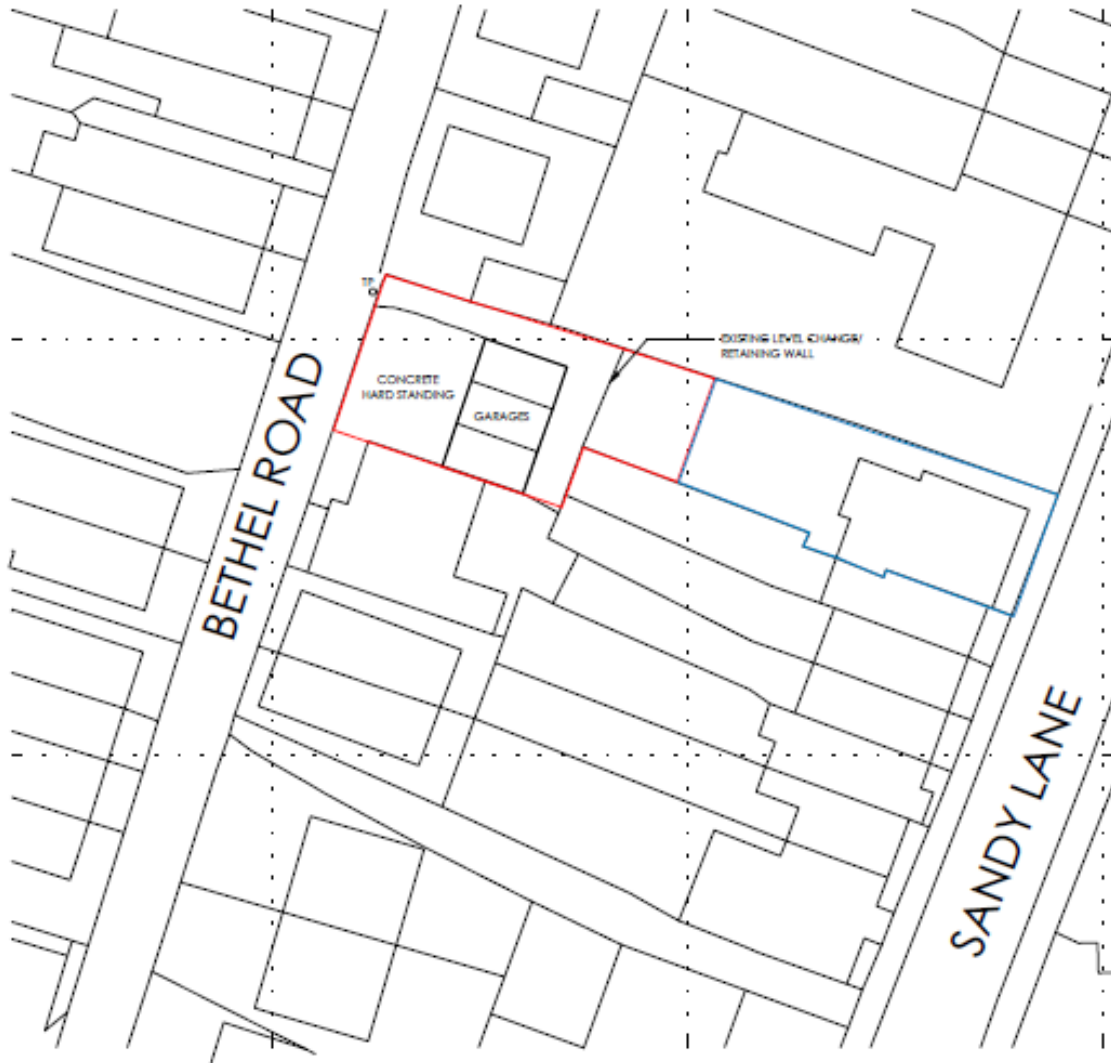 TP
EXISTING LEVEL CHANGE/
RETAINING WALL
CONCRETE
HARD STANDING
GARAGES
BETHEL ROAD
SANDY LANE